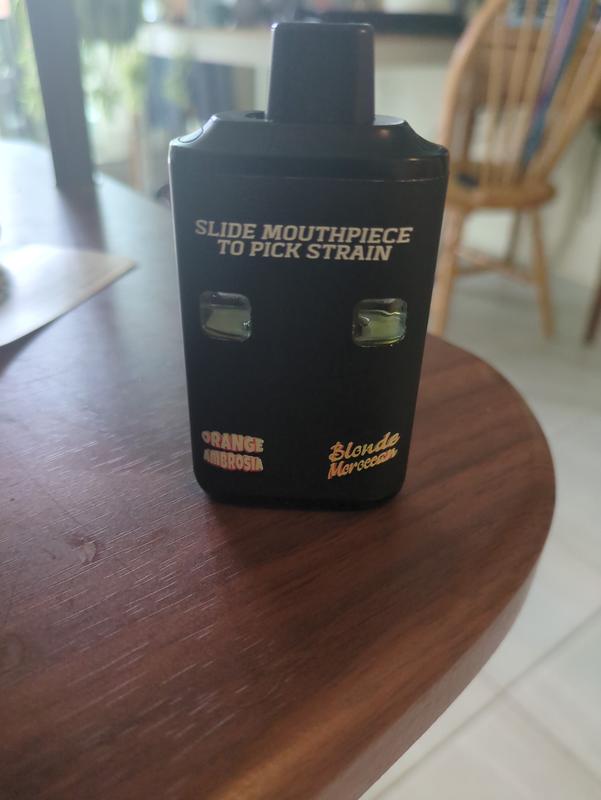 SLIDE MOUTHPIECE
TO PICK STRAIN
ORANGE
AMBROSIA
Blonde
Moroccan